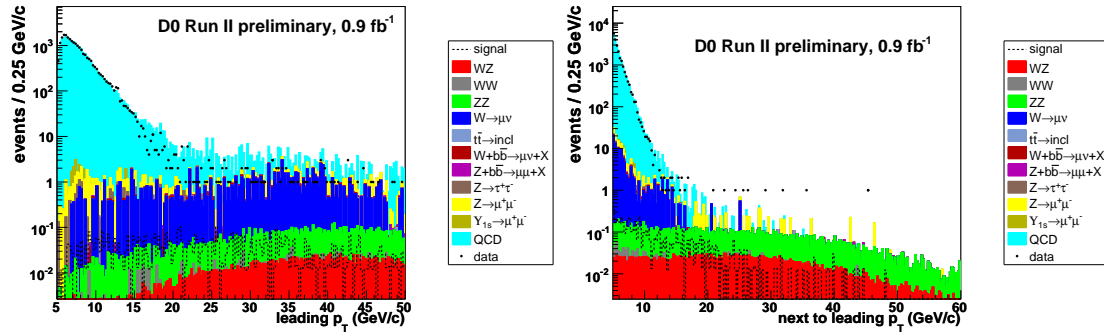 D0 Run II preliminary, 0.9 fb⁻¹
events / 0.25 GeV/c
10³
10²
10
1
10⁻¹
10⁻²
5 10 15 20 25 30 35 40 45 50
leading p_T (GeV/c)
signal
WZ
WW
ZZ
W→μν
tt̄→incl
W+bb̄→μν+X
Z+bb̄→μμ+X
Z→τ⁺τ⁻
Z→μ⁺μ⁻
Υ₁ₛ→μ⁺μ⁻
QCD
data
D0 Run II preliminary, 0.9 fb⁻¹
events / 0.25 GeV/c
10⁴
10³
10²
10
1
10⁻¹
10⁻²
10 20 30 40 50 60
next to leading p_T (GeV/c)
signal
WZ
WW
ZZ
W→μν
tt̄→incl
W+bb̄→μν+X
Z+bb̄→μμ+X
Z→τ⁺τ⁻
Z→μ⁺μ⁻
Υ₁ₛ→μ⁺μ⁻
QCD
data